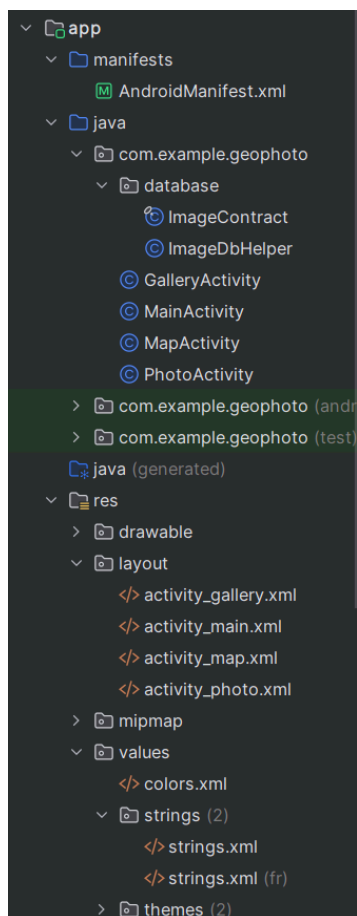 app
manifests
M AndroidManifest.xml
java
com.example.geophoto
database
C ImageContract
C ImageDbHelper
C GalleryActivity
C MainActivity
C MapActivity
C PhotoActivity
com.example.geophoto (andr
com.example.geophoto (test)
java (generated)
res
drawable
layout
</> activity_gallery.xml
</> activity_main.xml
</> activity_map.xml
</> activity_photo.xml
mipmap
values
</> colors.xml
strings (2)
</> strings.xml
</> strings.xml (fr)
themes (2)